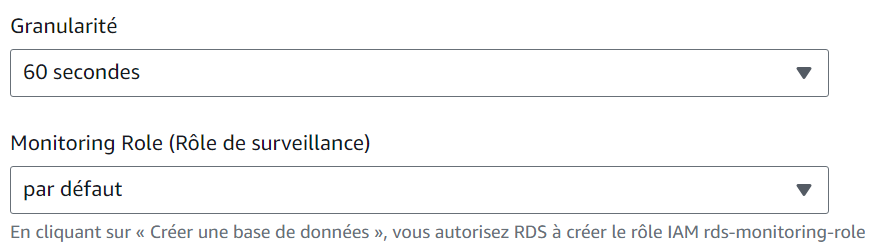 Granularité
60 secondes
Monitoring Role (Rôle de surveillance)
par défaut
En cliquant sur « Créer une base de données », vous autorisez RDS à créer le rôle IAM rds-monitoring-role